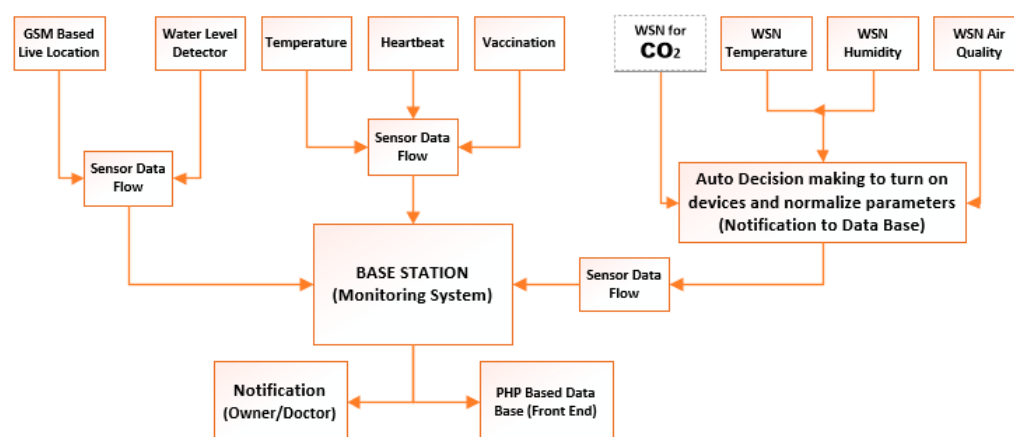 GSM Based
Live Location
Water Level
Detector
Temperature
Heartbeat
Vaccination
WSN for
CO₂
WSN
Temperature
WSN
Humidity
WSN Air
Quality
Sensor Data
Flow
Sensor Data
Flow
Auto Decision making to turn on
devices and normalize parameters
(Notification to Data Base)
BASE STATION
(Monitoring System)
Sensor Data
Flow
Notification
(Owner/Doctor)
PHP Based Data
Base (Front End)